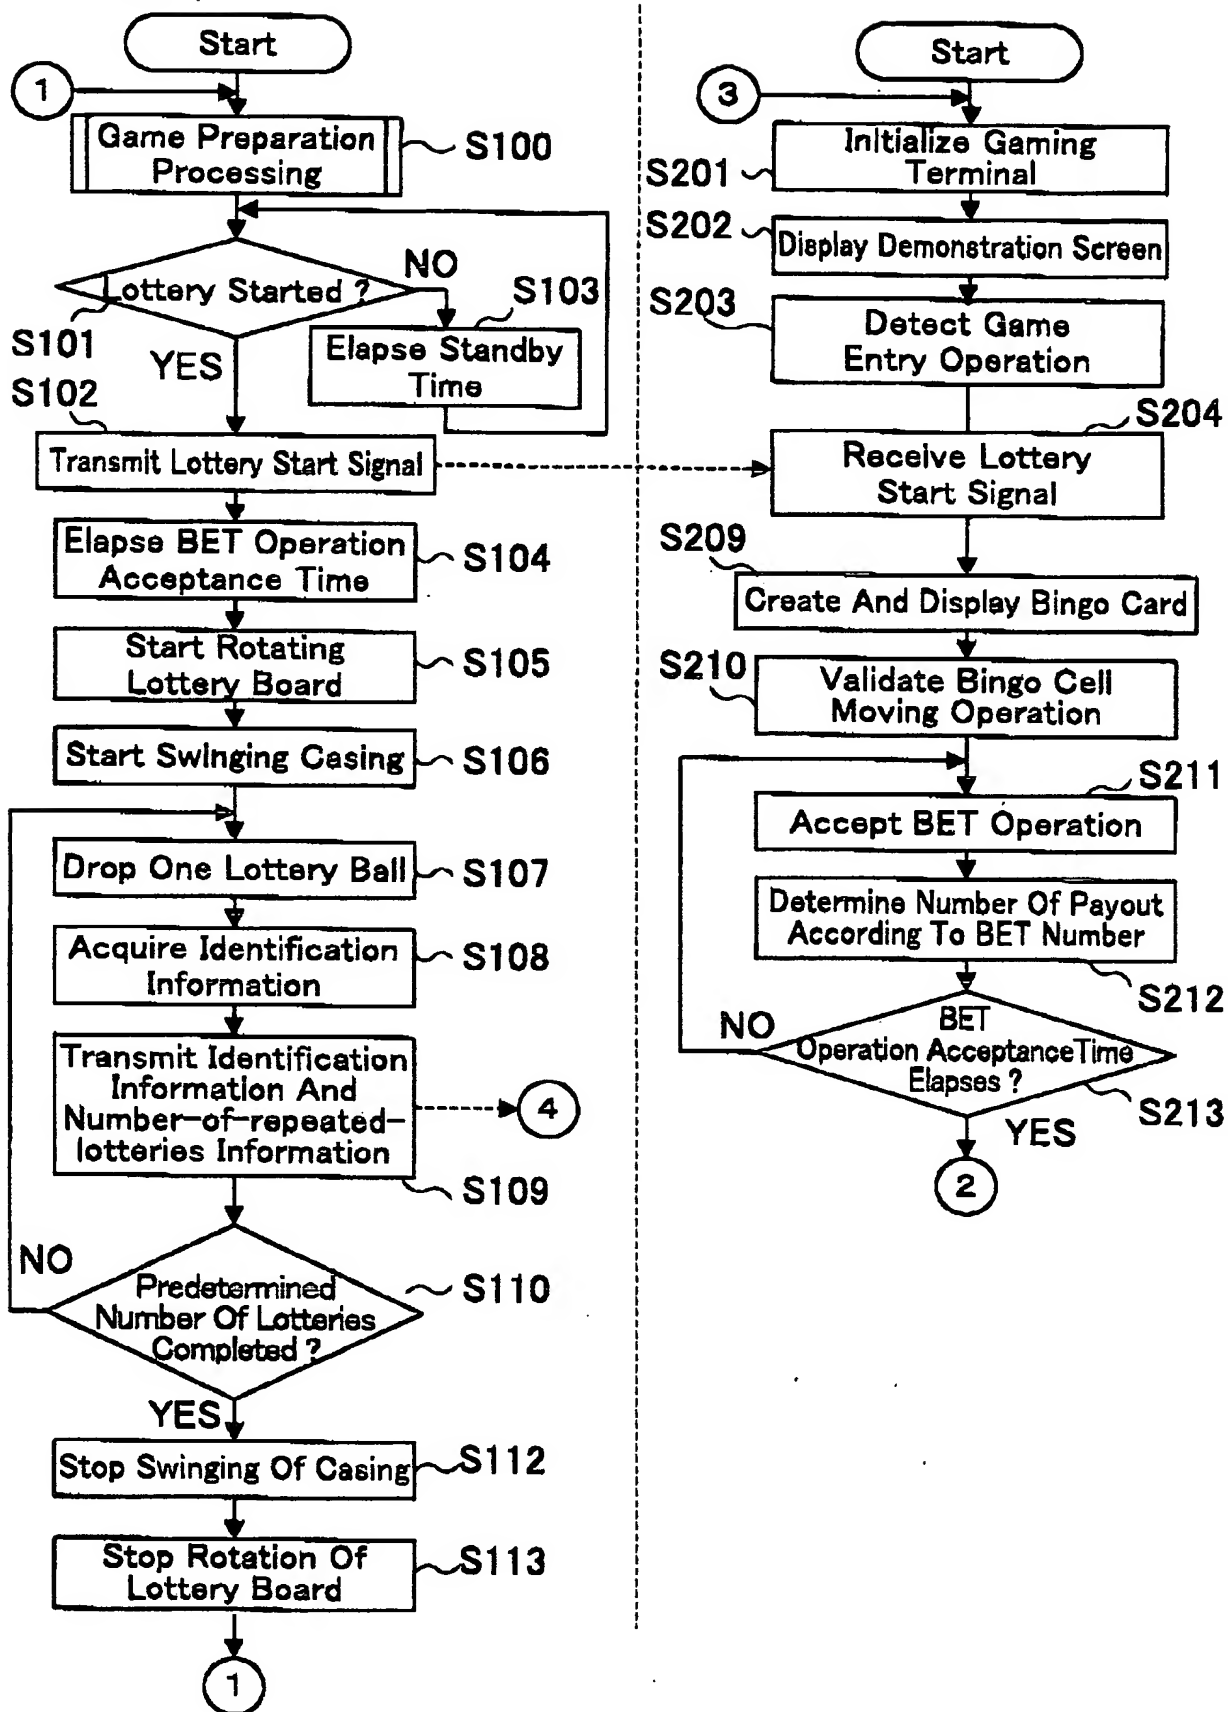 Start
1
Game Preparation
Processing
S100
Lottery Started ?
NO
S103
S101
YES
Elapse Standby
Time
S102
Transmit Lottery Start Signal
Elapse BET Operation
Acceptance Time
S104
Start Rotating
Lottery Board
S105
Start Swinging Casing
S106
Drop One Lottery Ball
S107
Acquire Identification
Information
S108
Transmit Identification
Information And
Number-of-repeated-
lotteries Information
4
S109
NO
Predetermined
Number Of Lotteries
Completed ?
S110
YES
Stop Swinging Of Casing
S112
Stop Rotation Of
Lottery Board
S113
1
Start
3
Initialize Gaming
Terminal
S201
S202
Display Demonstration Screen
S203
Detect Game
Entry Operation
S204
Receive Lottery
Start Signal
S209
Create And Display Bingo Card
S210
Validate Bingo Cell
Moving Operation
S211
Accept BET Operation
Determine Number Of Payout
According To BET Number
S212
NO
BET
Operation Acceptance Time
Elapses ?
S213
YES
2